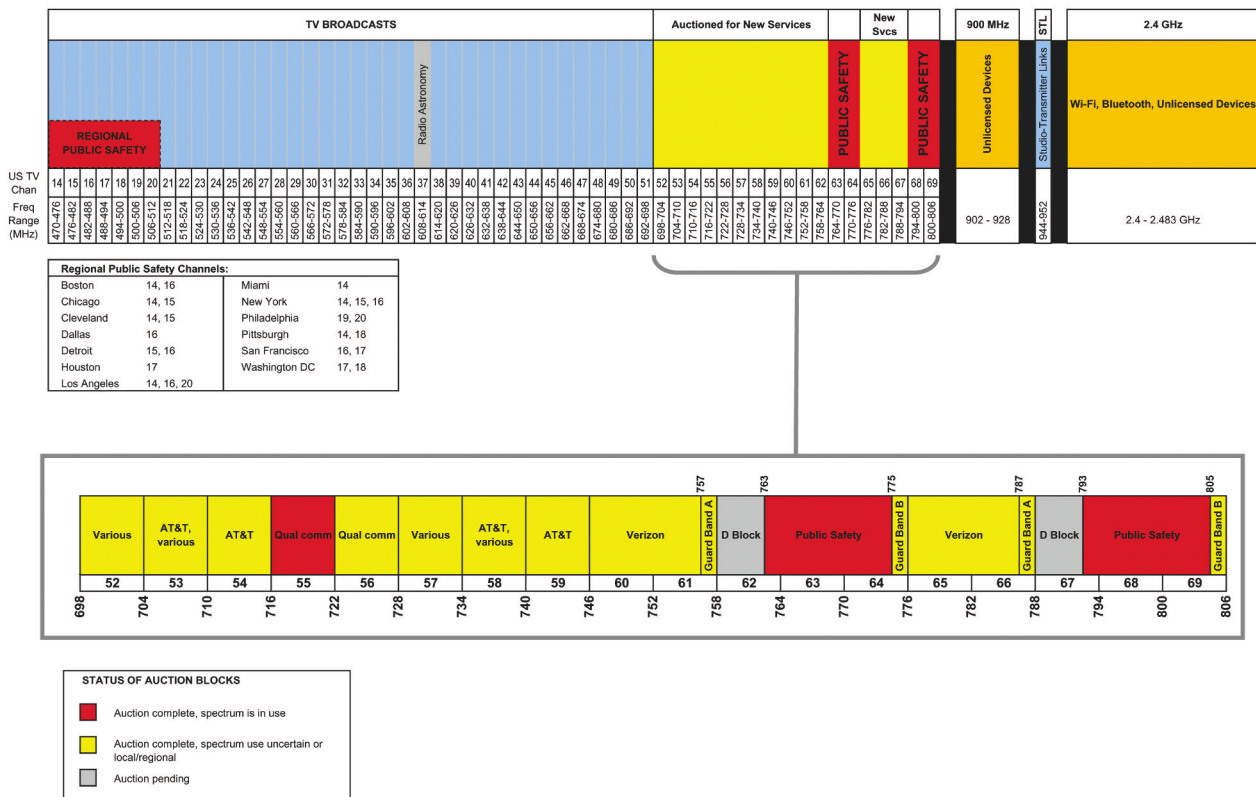 TV BROADCASTS
Auctioned for New Services
New
Svcs
900 MHz
STL
2.4 GHz
Radio Astronomy
PUBLIC SAFETY
PUBLIC SAFETY
Unlicensed Devices
Studio-Transmitter Links
Wi-Fi, Bluetooth, Unlicensed Devices
REGIONAL
PUBLIC SAFETY
US TV
Chan
14 15 16 17 18 19 20 21 22 23 24 25 26 27 28 29 30 31 32 33 34 35 36 37 38 39 40 41 42 43 44 45 46 47 48 49 50 51 52 53 54 55 56 57 58 59 60 61 62 63 64 65 66 67 68 69
Freq
Range
(MHz)
470-476 476-482 482-488 488-494 494-500 500-506 506-512 512-518 518-524 524-530 530-536 536-542 542-548 548-554 554-560 560-566 566-572 572-578 578-584 584-590 590-596 596-602 602-608 608-614 614-620 620-626 626-632 632-638 638-644 644-650 650-656 656-662 662-668 668-674 674-680 680-686 686-692 692-698 698-704 704-710 710-716 716-722 722-728 728-734 734-740 740-746 746-752 752-758 758-764 764-770 770-776 776-782 782-788 788-794 794-800 800-806
902 - 928
944-952
2.4 - 2.483 GHz
Regional Public Safety Channels:
Boston 14, 16
Chicago 14, 15
Cleveland 14, 15
Dallas 16
Detroit 15, 16
Houston 17
Los Angeles 14, 16, 20
Miami 14
New York 14, 15, 16
Philadelphia 19, 20
Pittsburgh 14, 18
San Francisco 16, 17
Washington DC 17, 18
757 763 775 787 793 805
Various
AT&T,
various
AT&T
Qual comm
Qual comm
Various
AT&T,
various
AT&T
Verizon
Guard Band A
D Block
Public Safety
Guard Band B
Verizon
Guard Band A
D Block
Public Safety
Guard Band B
52 53 54 55 56 57 58 59 60 61 62 63 64 65 66 67 68 69
698 704 710 716 722 728 734 740 746 752 758 764 770 776 782 788 794 800 806
STATUS OF AUCTION BLOCKS
Auction complete, spectrum is in use
Auction complete, spectrum use uncertain or
local/regional
Auction pending